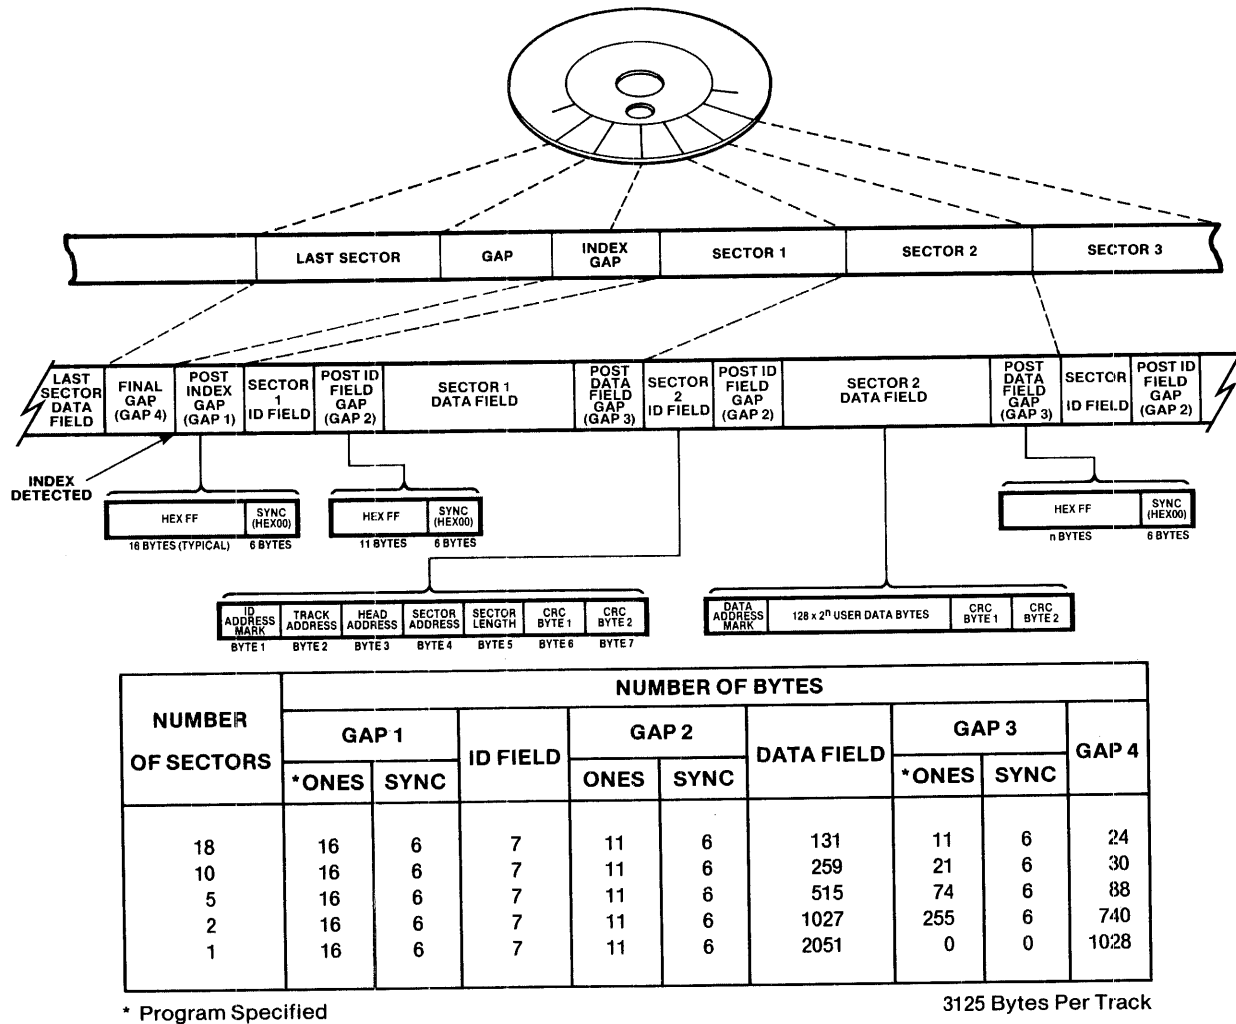 LAST SECTOR
GAP
INDEX
GAP
SECTOR 1
SECTOR 2
SECTOR 3
LAST
SECTOR
DATA
FIELD
FINAL
GAP
(GAP 4)
POST
INDEX
GAP
(GAP 1)
SECTOR
1
ID FIELD
POST ID
FIELD
GAP
(GAP 2)
SECTOR 1
DATA FIELD
POST
DATA
FIELD
GAP
(GAP 3)
SECTOR
2
ID FIELD
POST ID
FIELD
GAP
(GAP 2)
SECTOR 2
DATA FIELD
POST
DATA
FIELD
GAP
(GAP 3)
SECTOR
ID FIELD
POST ID
FIELD
GAP
(GAP 2)
INDEX
DETECTED
HEX FF
SYNC
(HEX00)
16 BYTES (TYPICAL)
6 BYTES
HEX FF
SYNC
(HEX00)
11 BYTES
6 BYTES
HEX FF
SYNC
(HEX00)
n BYTES
6 BYTES
ID
ADDRESS
MARK
TRACK
ADDRESS
HEAD
ADDRESS
SECTOR
ADDRESS
SECTOR
LENGTH
CRC
BYTE 1
CRC
BYTE 2
BYTE 1
BYTE 2
BYTE 3
BYTE 4
BYTE 5
BYTE 6
BYTE 7
DATA
ADDRESS
MARK
128 x 2ⁿ USER DATA BYTES
CRC
BYTE 1
CRC
BYTE 2
NUMBER
OF SECTORS
NUMBER OF BYTES
GAP 1
ID FIELD
GAP 2
DATA FIELD
GAP 3
GAP 4
*ONES SYNC ONES SYNC *ONES SYNC
18 16 6 7 11 6 131 11 6 24
10 16 6 7 11 6 259 21 6 30
5 16 6 7 11 6 515 74 6 88
2 16 6 7 11 6 1027 255 6 740
1 16 6 7 11 6 2051 0 0 1028
* Program Specified
3125 Bytes Per Track